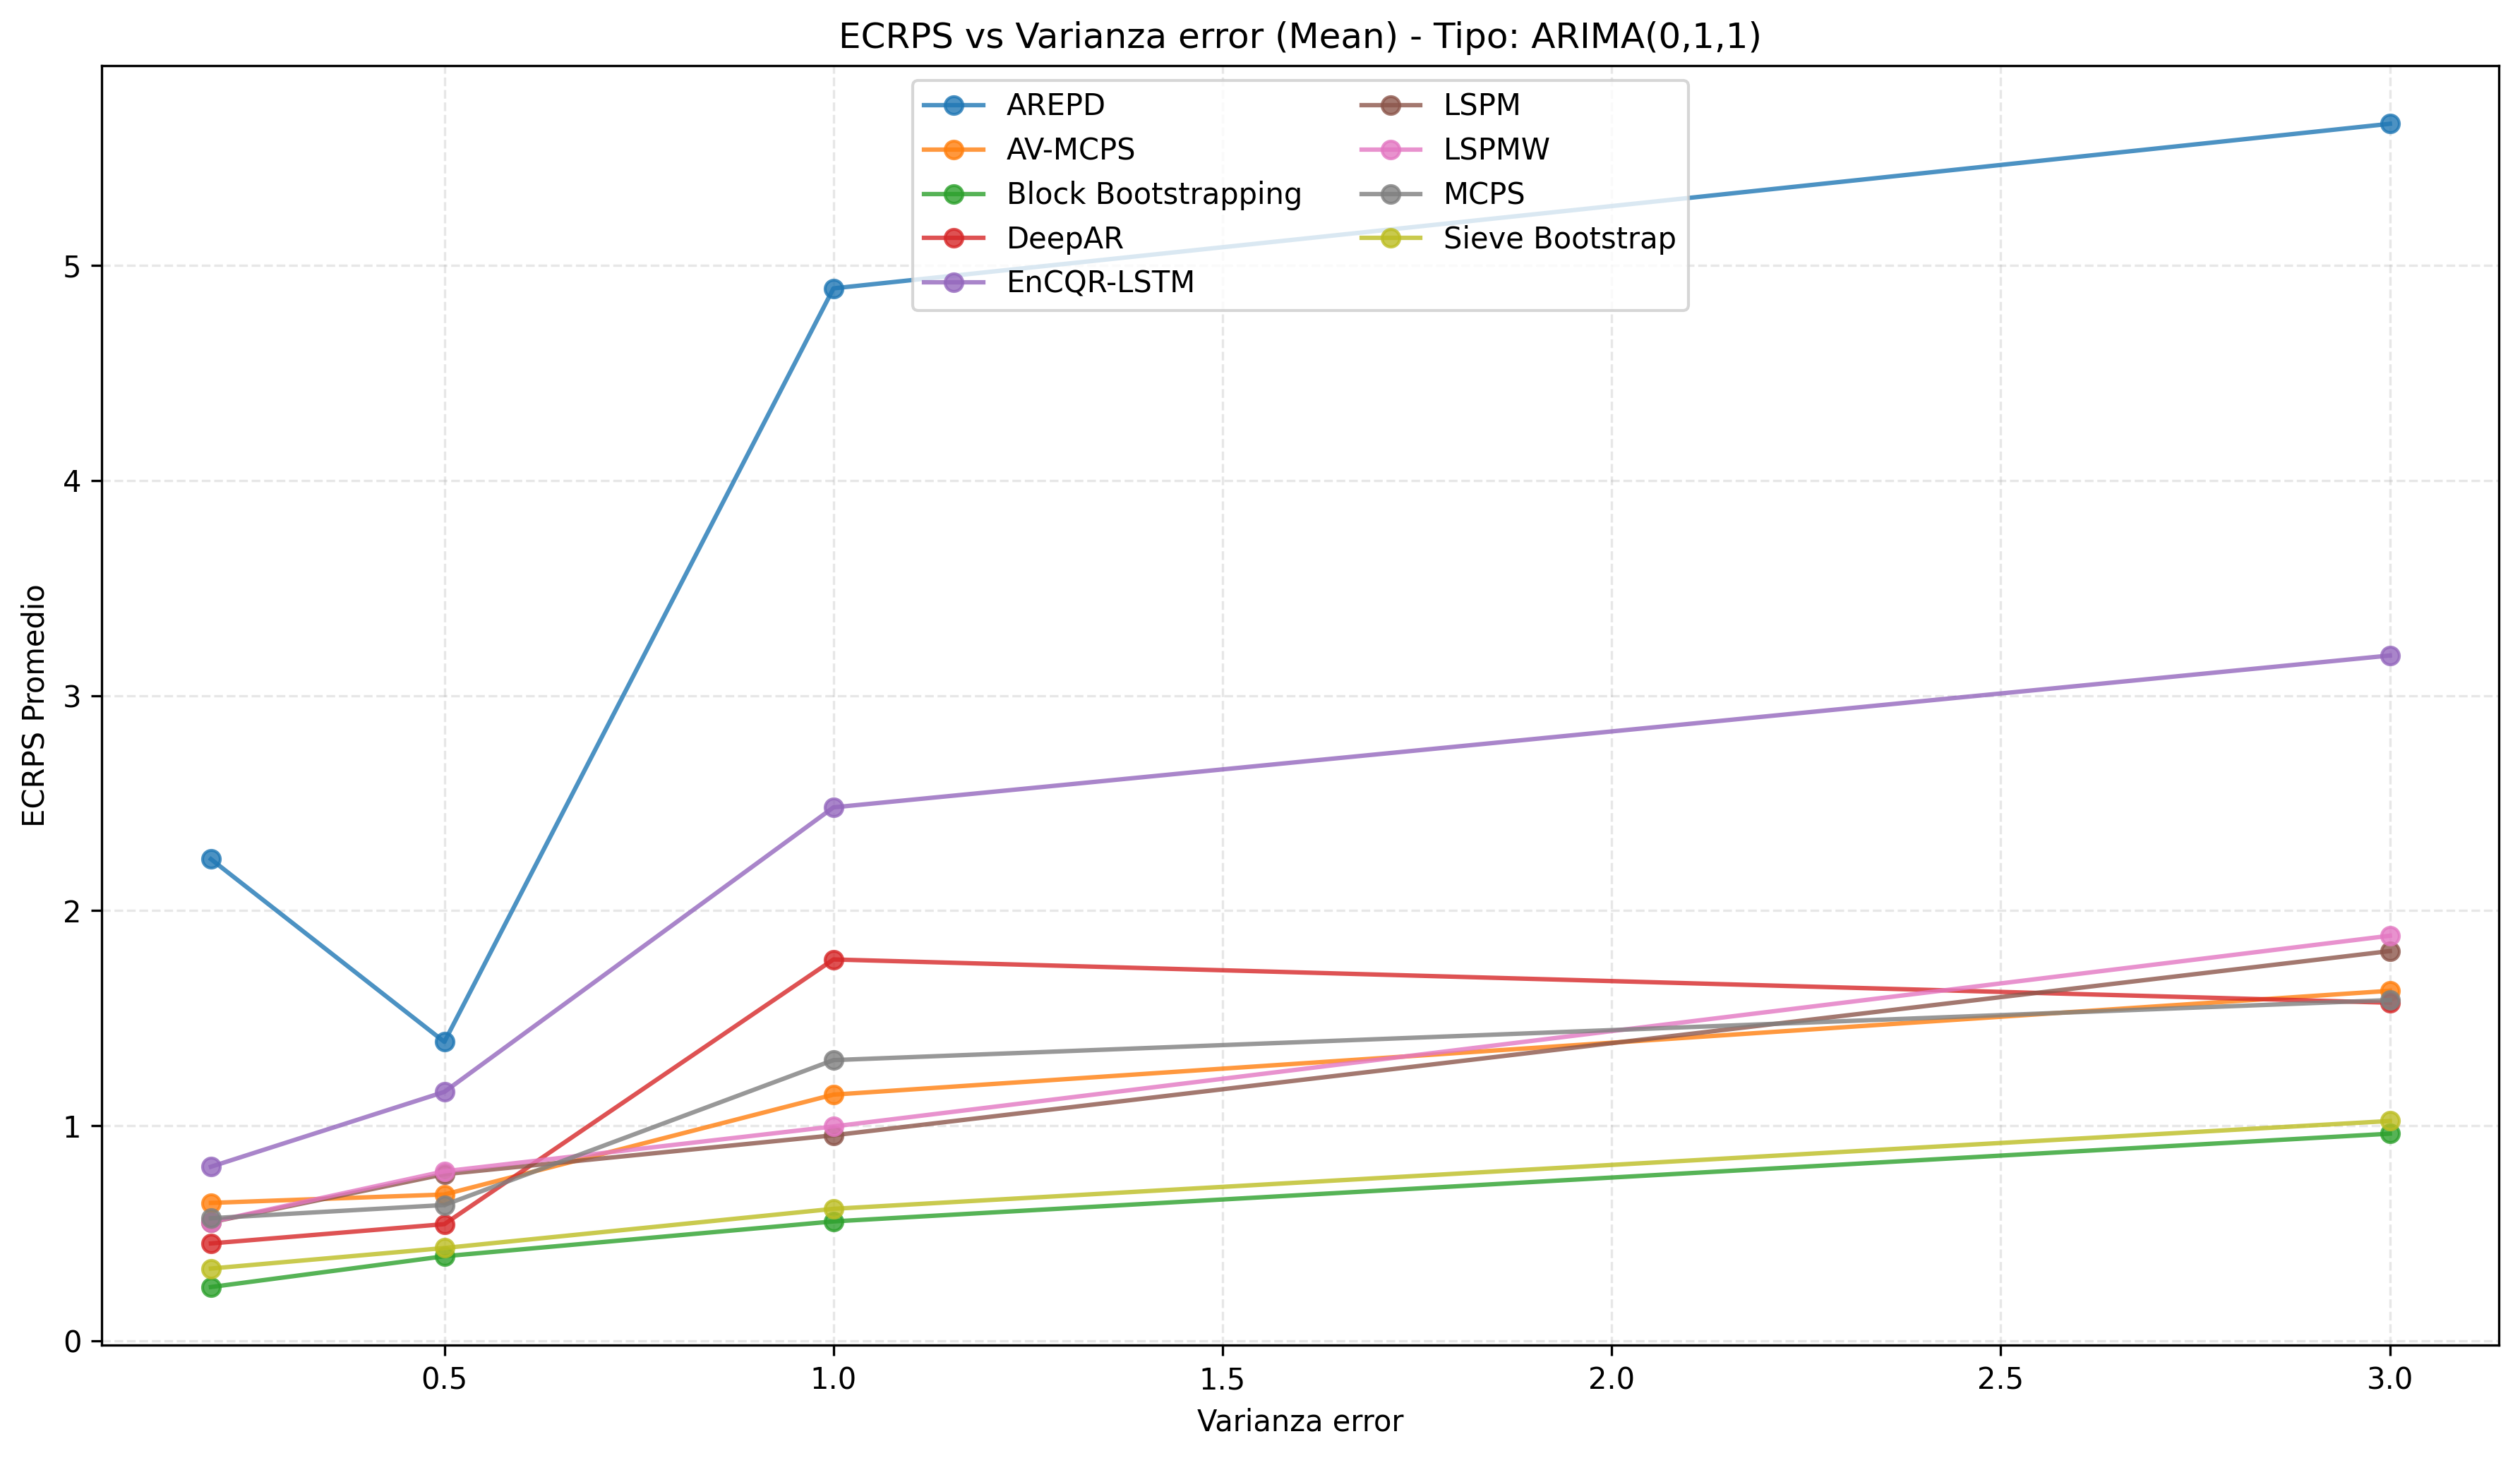 ECRPS vs Varianza error (Mean) - Tipo: ARIMA(0,1,1)
AREPD
AV-MCPS
Block Bootstrapping
DeepAR
EnCQR-LSTM
LSPM
LSPMW
MCPS
Sieve Bootstrap
ECRPS Promedio
5
4
3
2
1
0
0.5
1.0
1.5
2.0
2.5
3.0
Varianza error